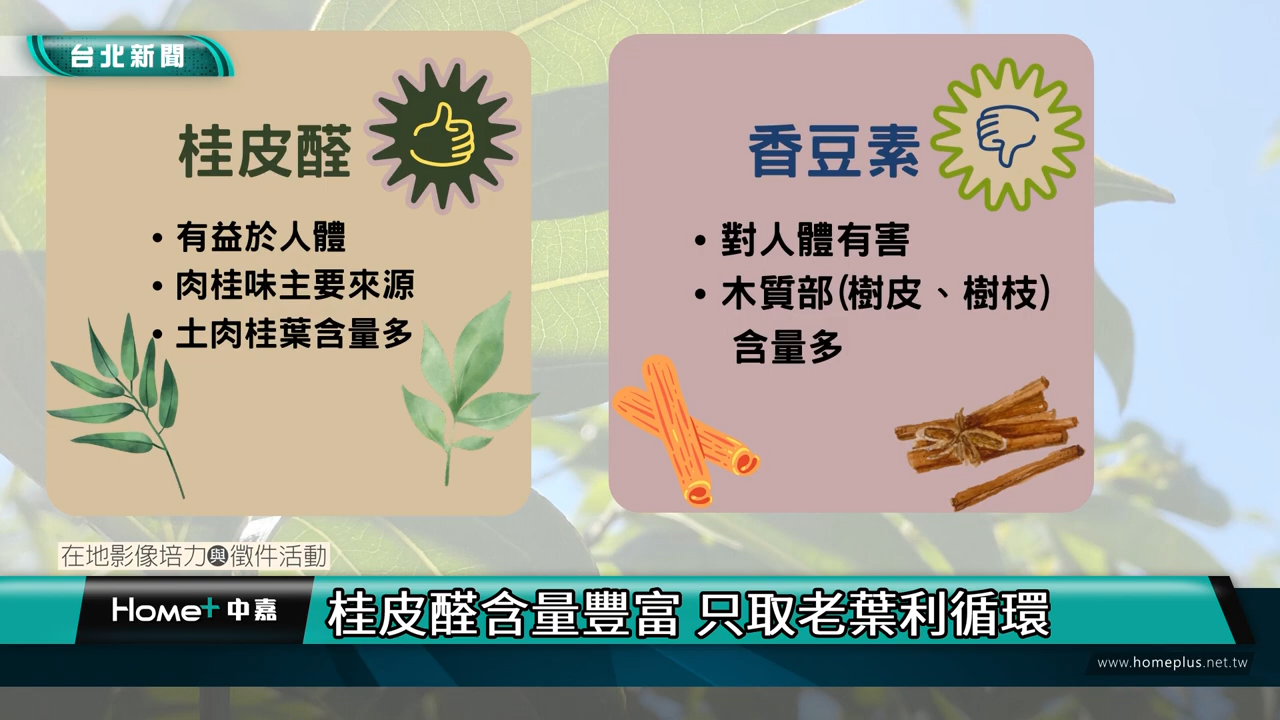 台北新聞
桂皮醛
• 有益於人體
• 肉桂味主要來源
• 土肉桂葉含量多
香豆素
• 對人體有害
• 木質部(樹皮、樹枝)
含量多
在地影像培力與徵件活動
Home+中嘉
桂皮醛含量豐富 只取老葉利循環
www.homeplus.net.tw